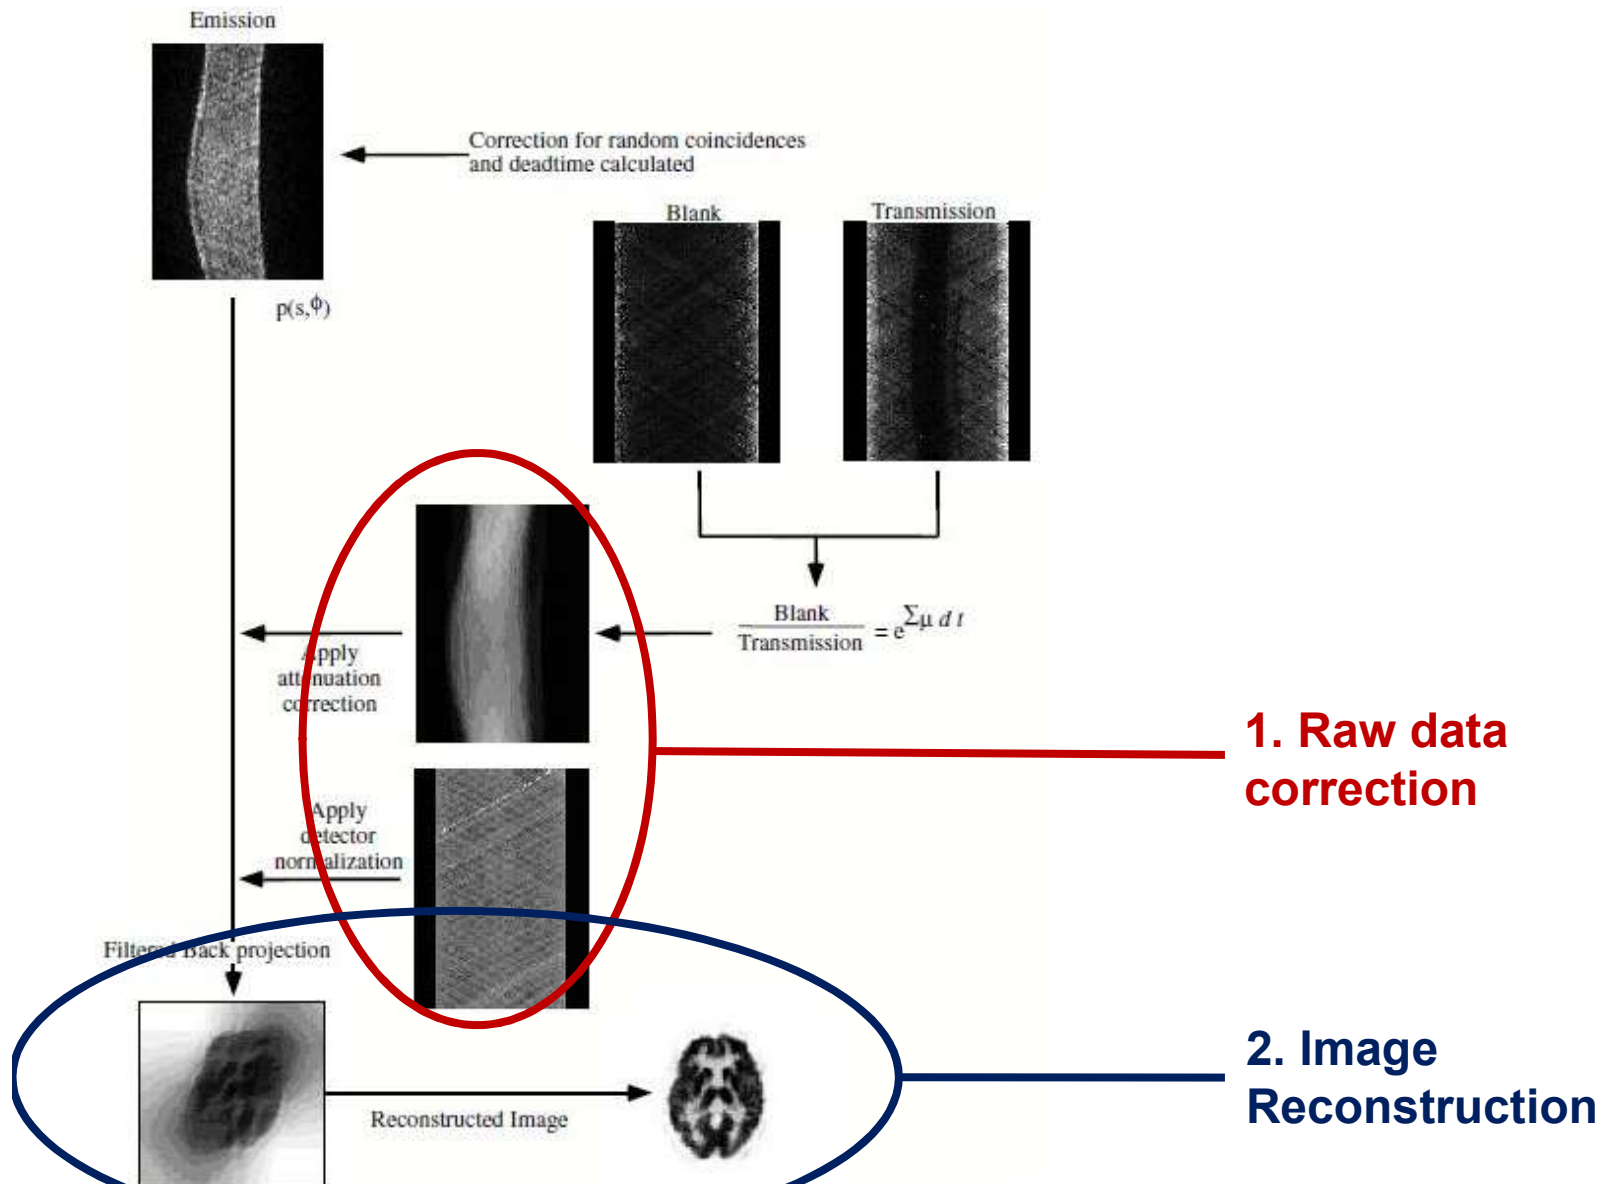 Emission
Correction for random coincidences
and deadtime calculated
Blank
Transmission
p(s,ϕ)
Blank
Transmission
= e^Σμ d t
Apply
attenuation
correction
1. Raw data
correction
Apply
detector
normalization
Filtered Back projection
Reconstructed Image
2. Image
Reconstruction